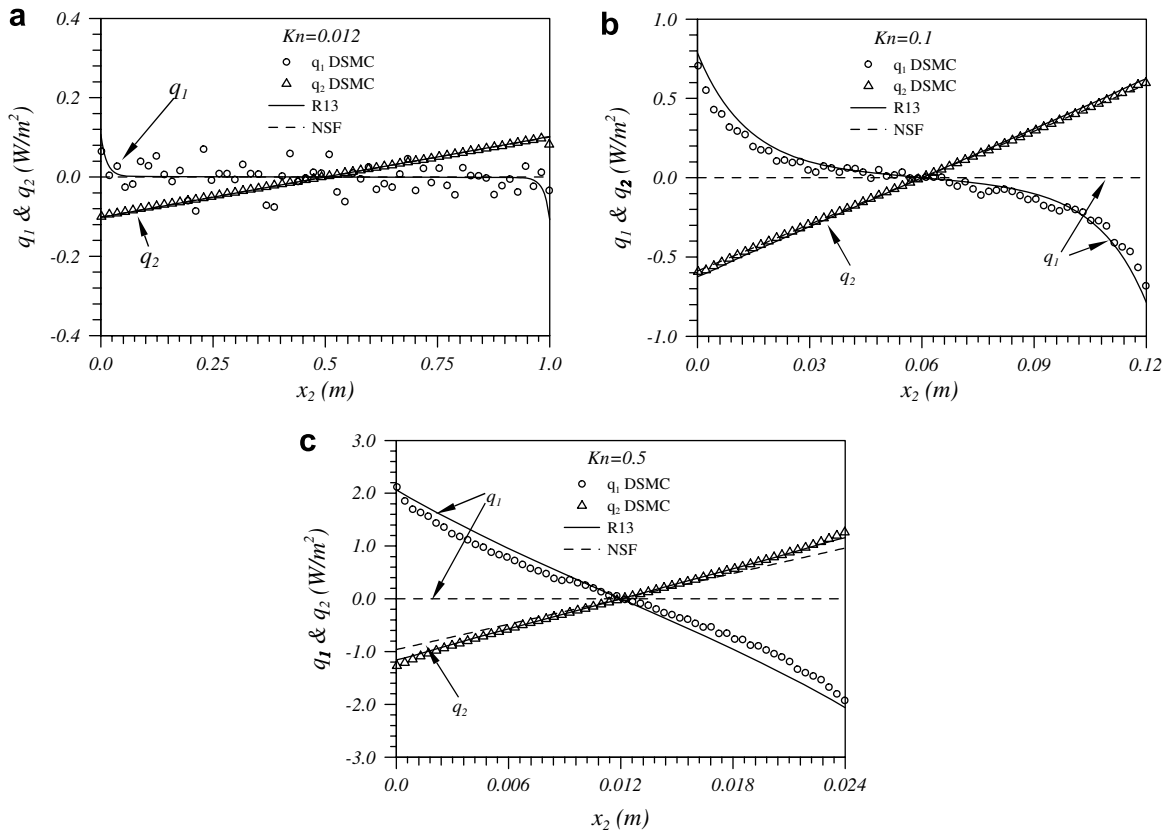 a
Kn=0.012
q₁ DSMC
q₂ DSMC
R13
NSF
q₁
q₂
q₁ & q₂ (W/m²)
0.4
0.2
0.0
-0.2
-0.4
0.0 0.25 0.5 0.75 1.0
x₂ (m)
b
Kn=0.1
q₁ DSMC
q₂ DSMC
R13
NSF
q₂
q₁
q₁ & q₂ (W/m²)
1.0
0.5
0.0
-0.5
-1.0
0.0 0.03 0.06 0.09 0.12
x₂ (m)
c
Kn=0.5
q₁ DSMC
q₂ DSMC
R13
NSF
q₁
q₂
q₁ & q₂ (W/m²)
3.0
2.0
1.0
0.0
-1.0
-2.0
-3.0
0.0 0.006 0.012 0.018 0.024
x₂ (m)